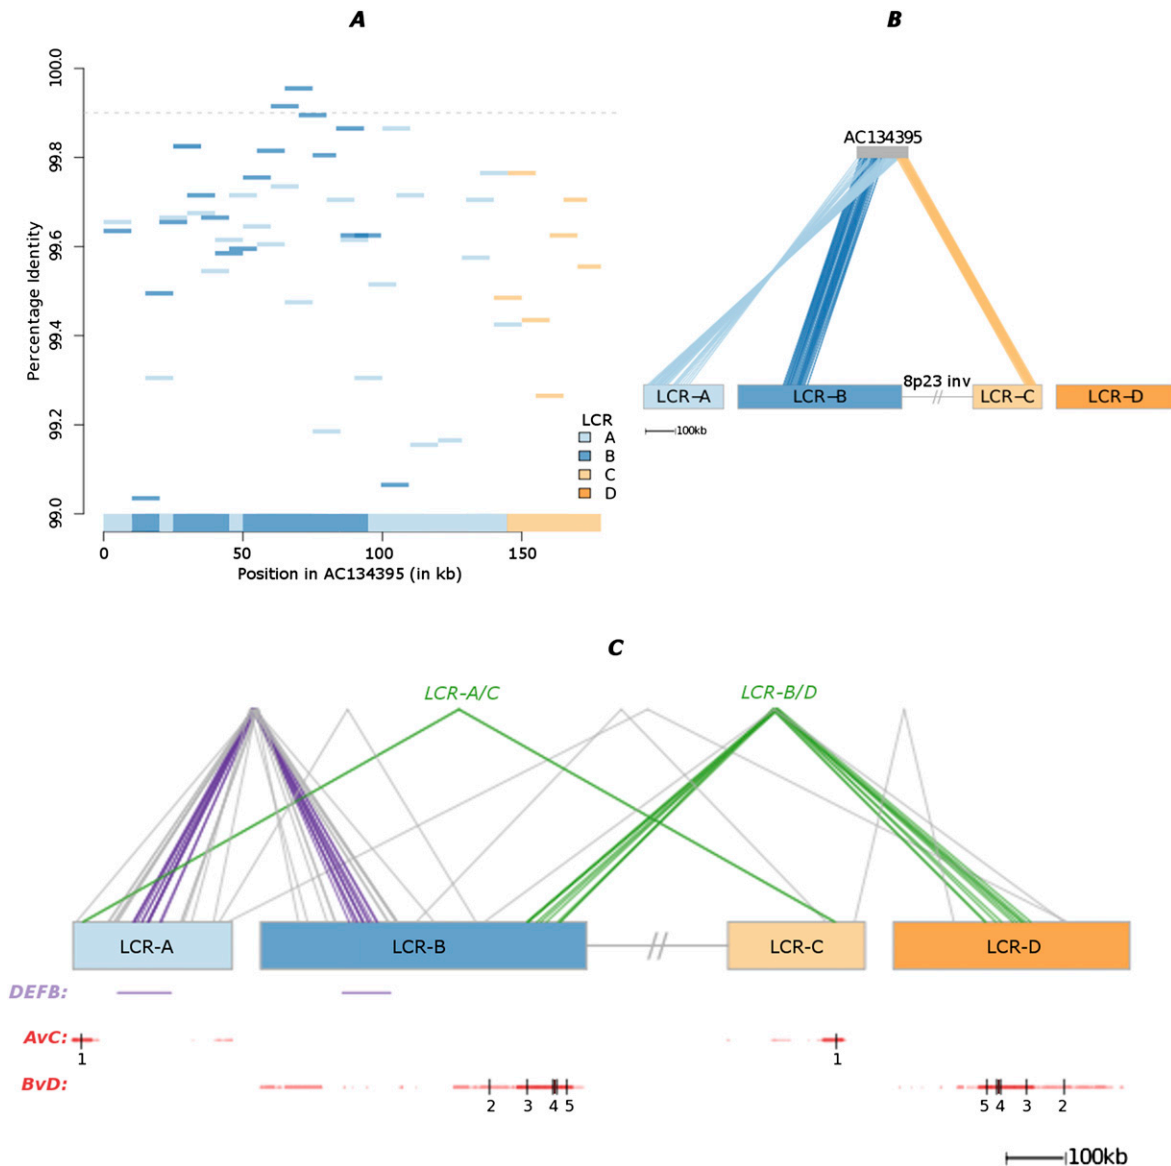 A
B
100.0
99.8
99.6
99.4
99.2
99.0
Percentage Identity
0
50
100
150
Position in AC134395 (in kb)
LCR
A
B
C
D
AC134395
8p23 inv
LCR-A
LCR-B
LCR-C
LCR-D
100kb
C
LCR-A/C
LCR-B/D
LCR-A
LCR-B
LCR-C
LCR-D
DEFB:
AvC:
1
1
BvD:
2 3 4 5
5 4 3 2
100kb